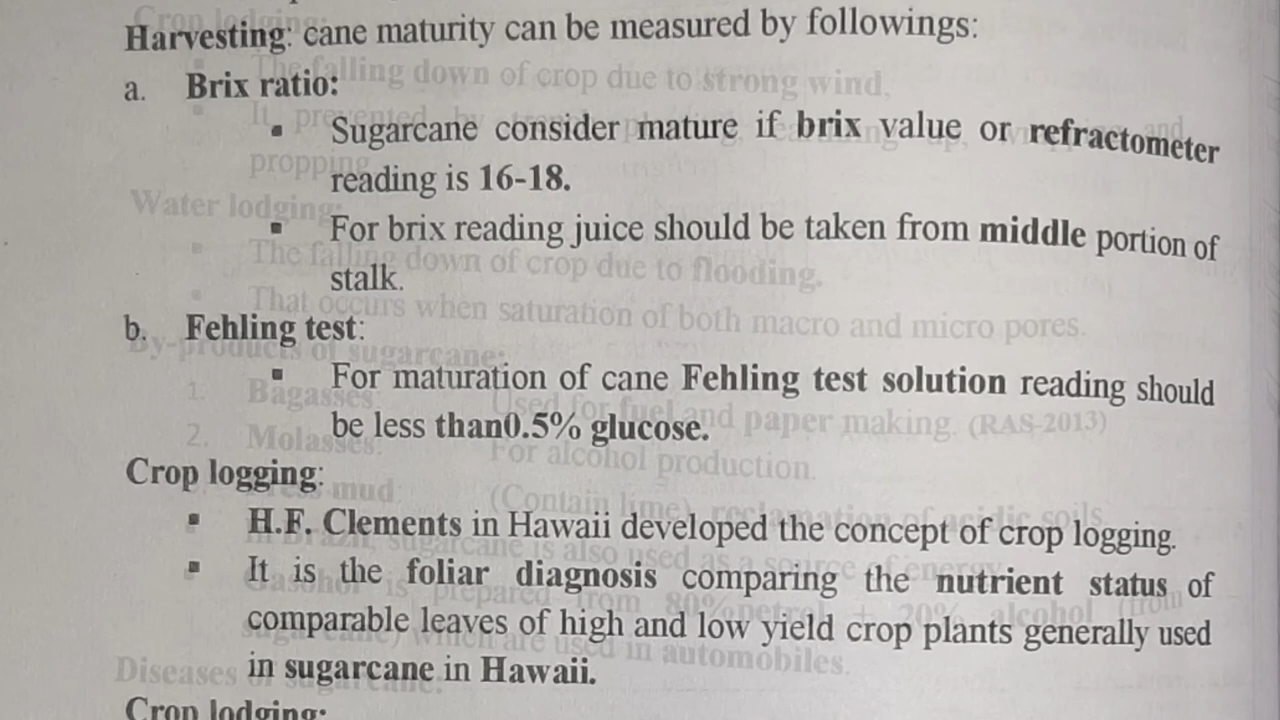 Harvesting: cane maturity can be measured by followings:
a. Brix ratio:
▪ Sugarcane consider mature if brix value or refractometer
reading is 16-18.
▪ For brix reading juice should be taken from middle portion of
stalk.
b. Fehling test:
▪ For maturation of cane Fehling test solution reading should
be less than0.5% glucose.
Crop logging:
▪ H.F. Clements in Hawaii developed the concept of crop logging.
▪ It is the foliar diagnosis comparing the nutrient status of
comparable leaves of high and low yield crop plants generally used
in sugarcane in Hawaii.
Crop lodging: